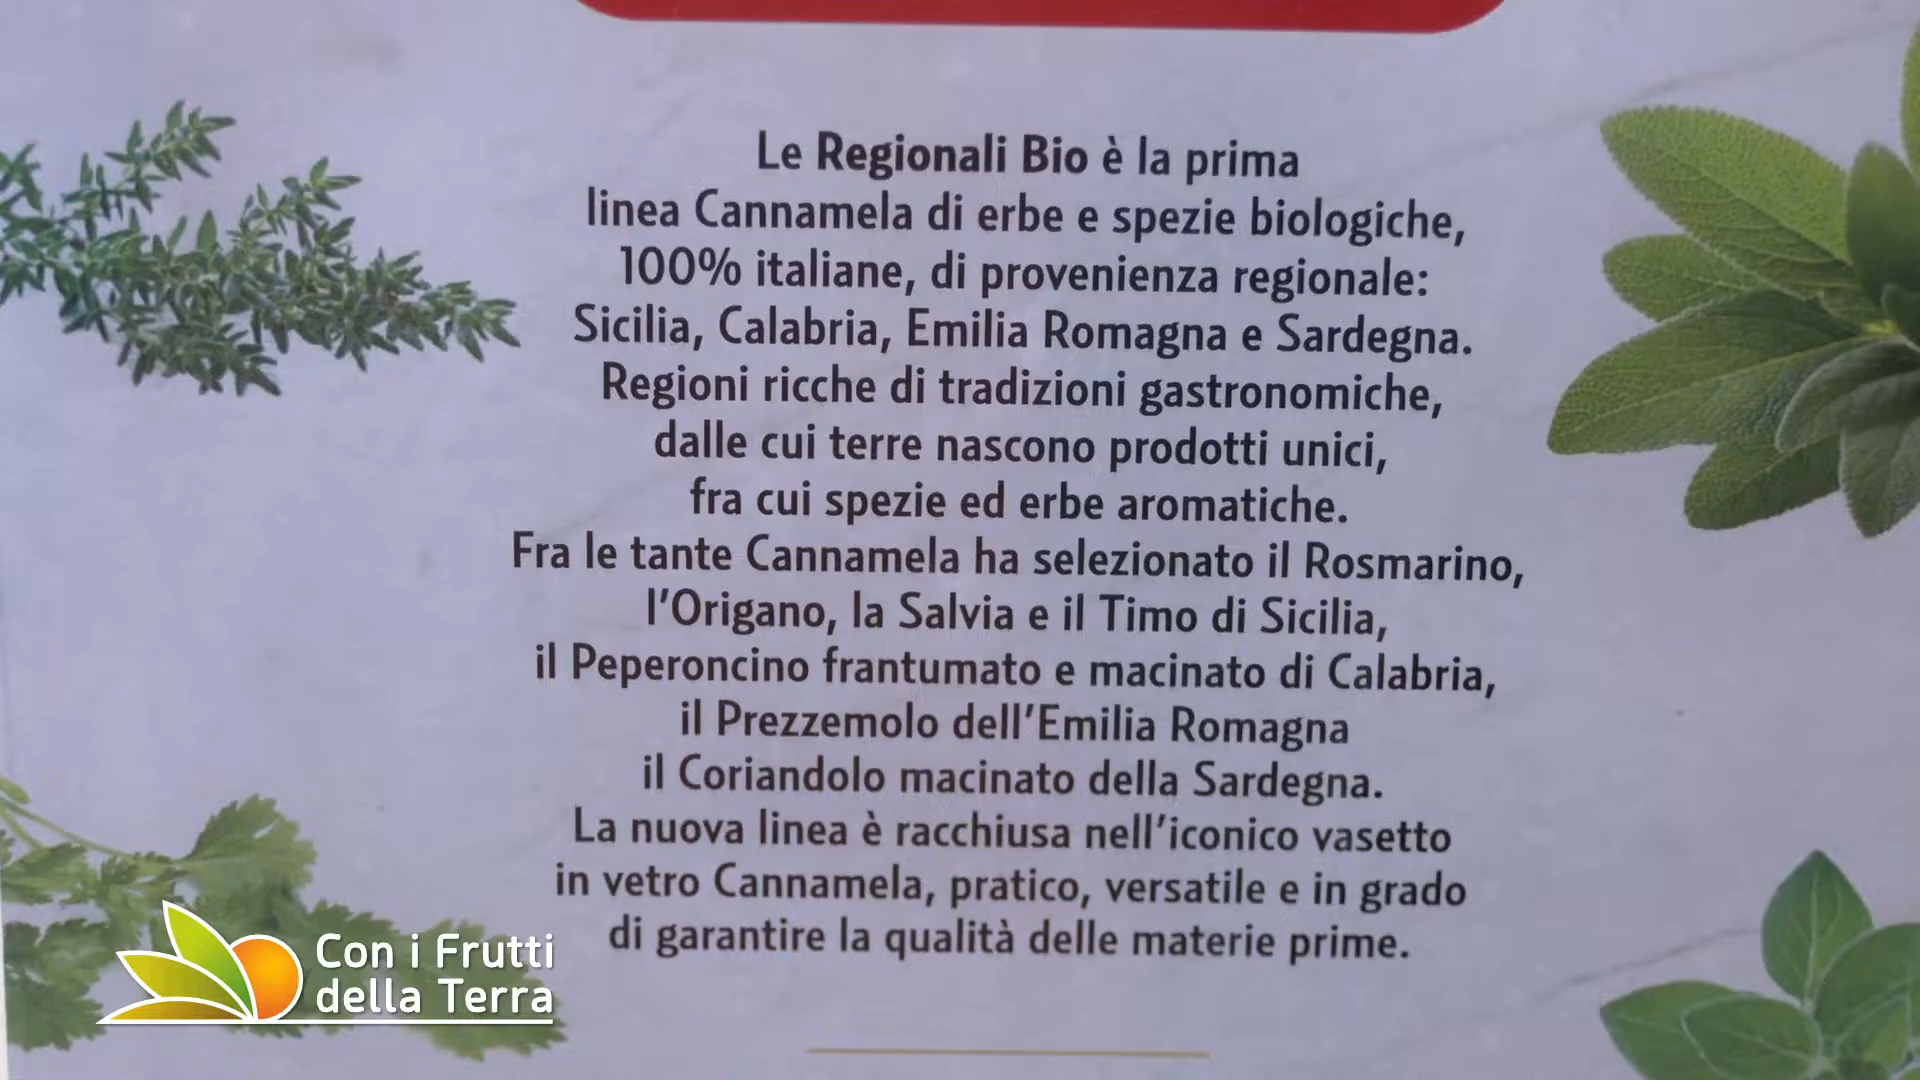 Le Regionali Bio è la prima
linea Cannamela di erbe e spezie biologiche,
100% italiane, di provenienza regionale:
Sicilia, Calabria, Emilia Romagna e Sardegna.
Regioni ricche di tradizioni gastronomiche,
dalle cui terre nascono prodotti unici,
fra cui spezie ed erbe aromatiche.
Fra le tante Cannamela ha selezionato il Rosmarino,
l'Origano, la Salvia e il Timo di Sicilia,
il Peperoncino frantumato e macinato di Calabria,
il Prezzemolo dell'Emilia Romagna
il Coriandolo macinato della Sardegna.
La nuova linea è racchiusa nell'iconico vasetto
in vetro Cannamela, pratico, versatile e in grado
di garantire la qualità delle materie prime.
Con i Frutti
della Terra